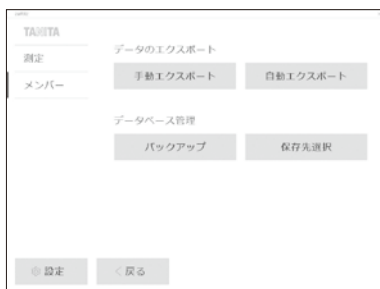 TANITA
測定
メンバー
データのエクスポート
手動エクスポート
自動エクスポート
データベース管理
バックアップ
保存先選択
設定
戻る